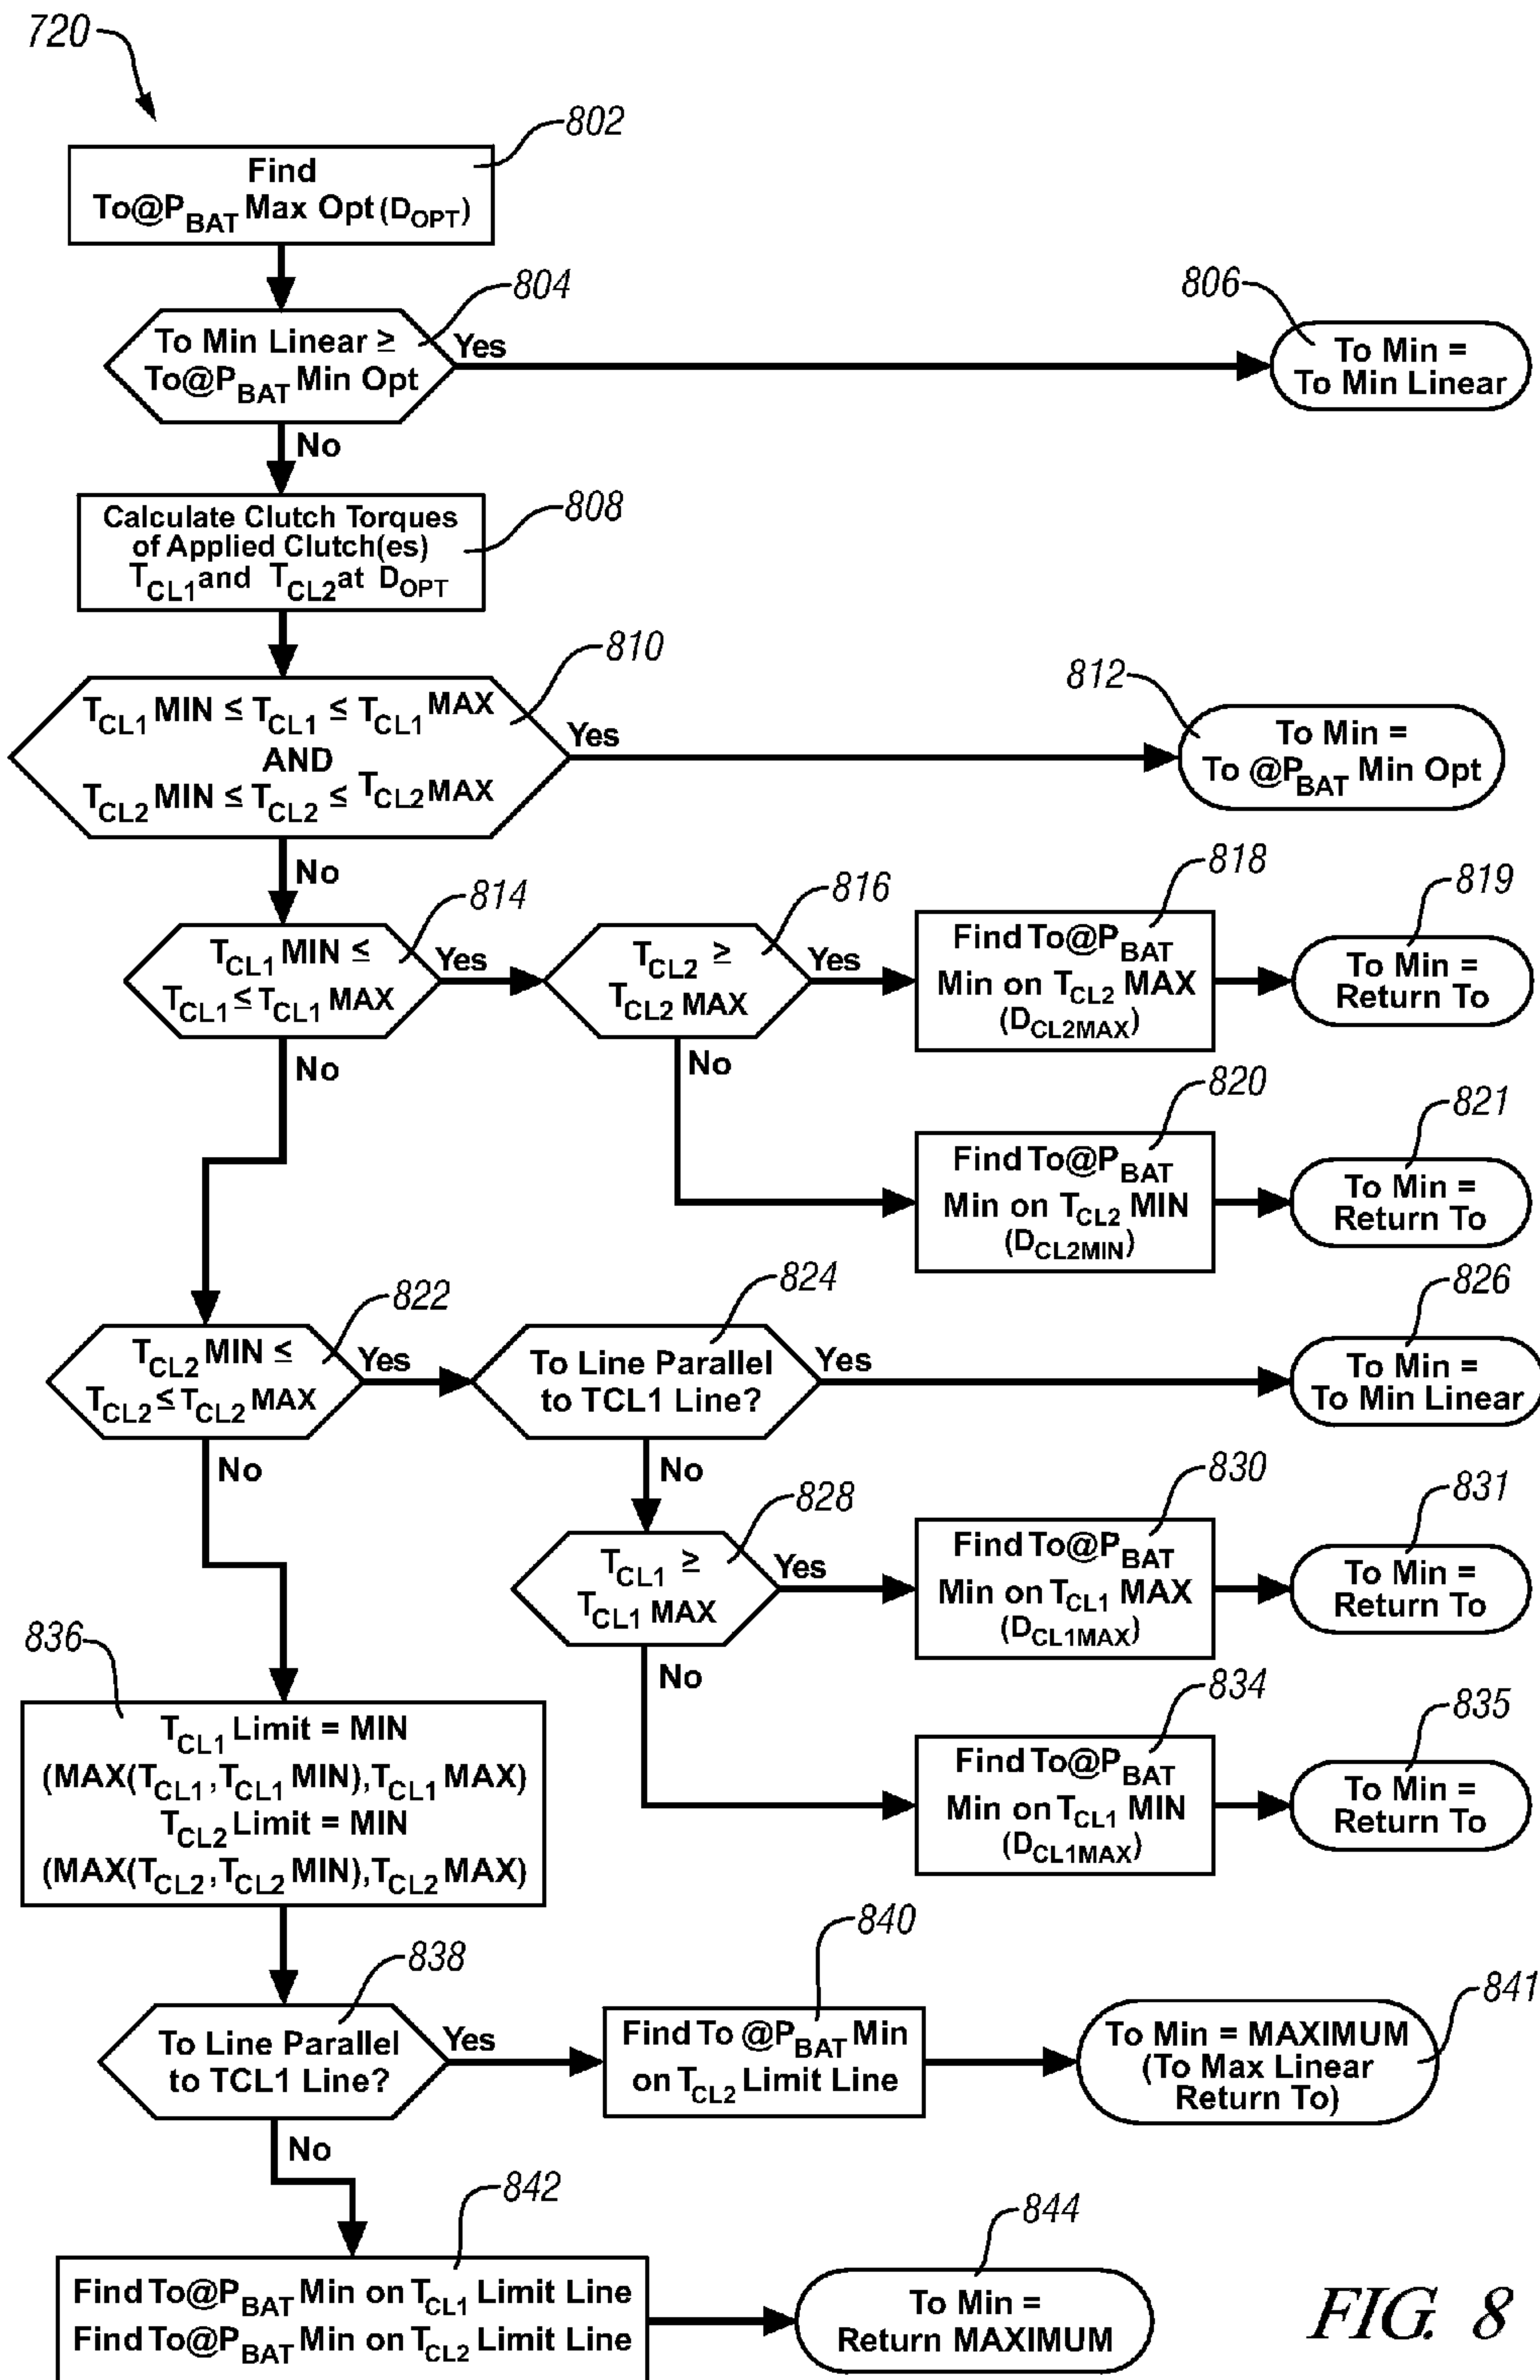 720
802
Find
To@PBAT Max Opt (DOPT)
804
To Min Linear ≥
To@PBAT Min Opt
Yes
806
To Min =
To Min Linear
No
Calculate Clutch Torques
of Applied Clutch(es)
TCL1 and TCL2 at DOPT
808
810
TCL1 MIN ≤ TCL1 ≤ TCL1 MAX
AND
TCL2 MIN ≤ TCL2 ≤ TCL2 MAX
Yes
812
To Min =
To @PBAT Min Opt
No
814
TCL1 MIN ≤
TCL1 ≤ TCL1 MAX
Yes
816
TCL2 ≥
TCL2 MAX
Yes
818
Find To@PBAT
Min on TCL2 MAX
(DCL2MAX)
819
To Min =
Return To
No
No
820
Find To@PBAT
Min on TCL2 MIN
(DCL2MIN)
821
To Min =
Return To
822
TCL2 MIN ≤
TCL2 ≤ TCL2 MAX
Yes
824
To Line Parallel
to TCL1 Line?
Yes
826
To Min =
To Min Linear
No
No
828
TCL1 ≥
TCL1 MAX
Yes
830
Find To@PBAT
Min on TCL1 MAX
(DCL1MAX)
831
To Min =
Return To
No
834
Find To@PBAT
Min on TCL1 MIN
(DCL1MAX)
835
To Min =
Return To
836
TCL1 Limit = MIN
(MAX(TCL1,TCL1 MIN),TCL1 MAX)
TCL2 Limit = MIN
(MAX(TCL2,TCL2 MIN),TCL2 MAX)
838
To Line Parallel
to TCL1 Line?
Yes
840
Find To @PBAT Min
on TCL2 Limit Line
841
To Min = MAXIMUM
(To Max Linear
Return To)
No
842
Find To@PBAT Min on TCL1 Limit Line
Find To@PBAT Min on TCL2 Limit Line
844
To Min =
Return MAXIMUM
FIG. 8